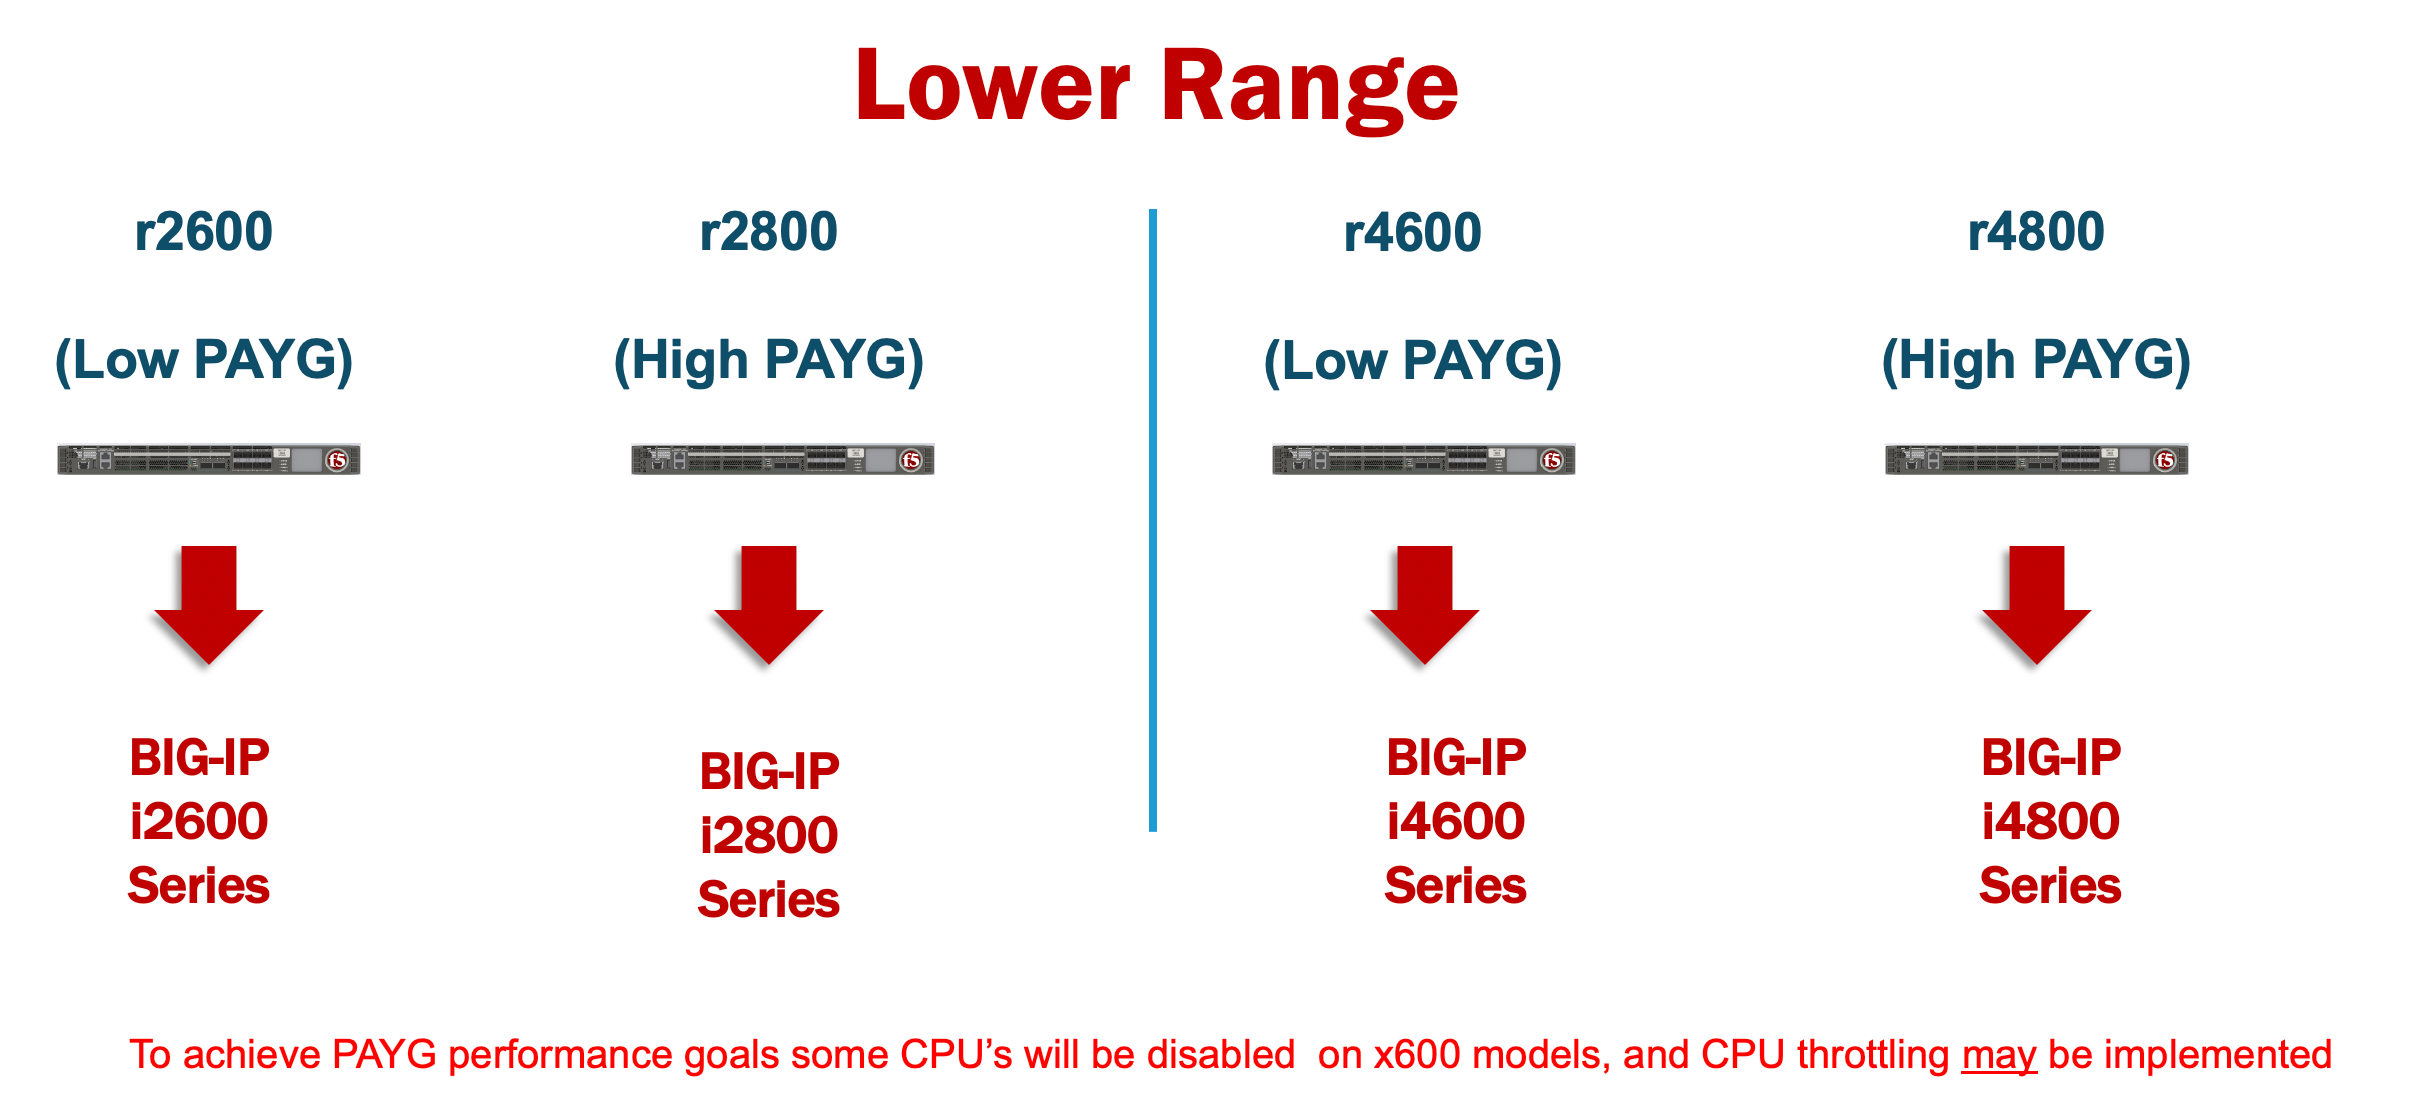 Lower Range
r2600
r2800
r4600
r4800
(Low PAYG)
(High PAYG)
(Low PAYG)
(High PAYG)
f5
f5
f5
f5
BIG-IP
i2600
Series
BIG-IP
i2800
Series
BIG-IP
i4600
Series
BIG-IP
i4800
Series
To achieve PAYG performance goals some CPU’s will be disabled  on x600 models, and CPU throttling may be implemented